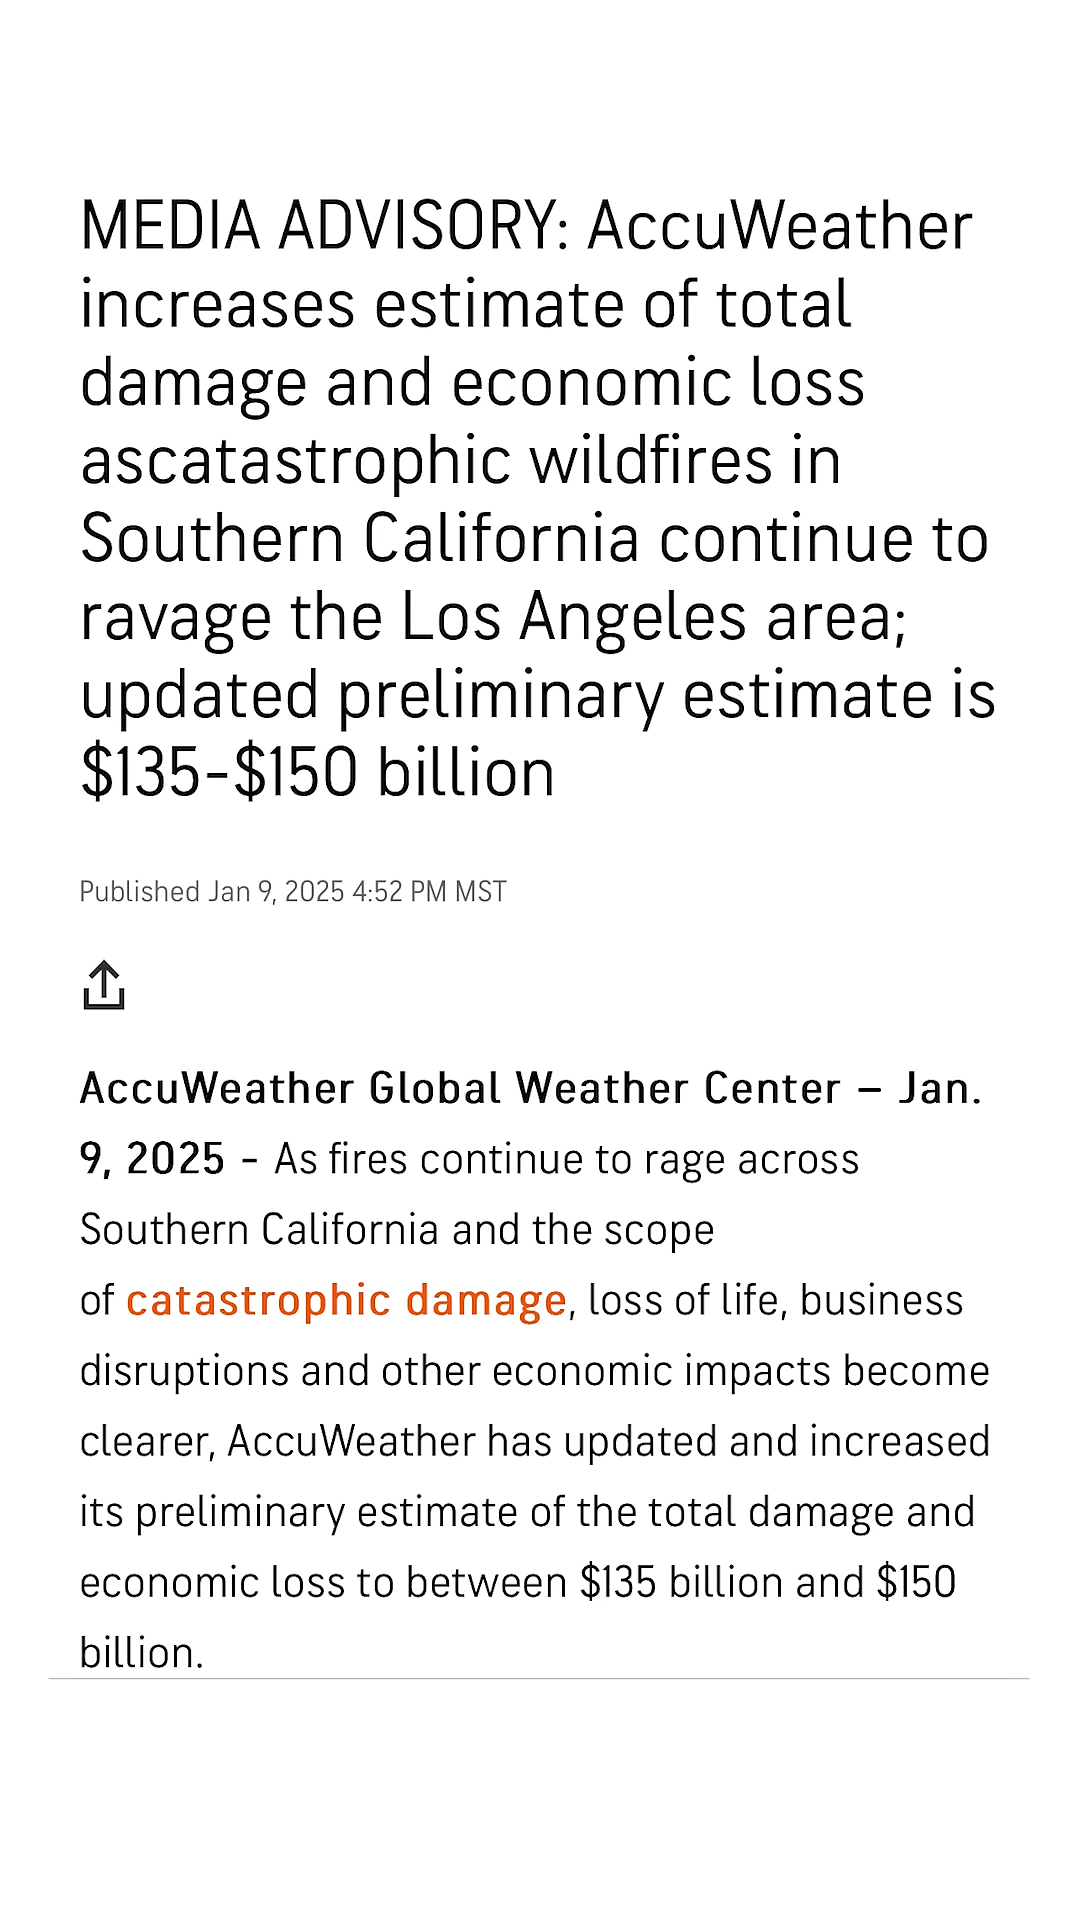 MEDIA ADVISORY: AccuWeather
increases estimate of total
damage and economic loss
ascatastrophic wildfires in
Southern California continue to
ravage the Los Angeles area;
updated preliminary estimate is
$135-$150 billion
Published Jan 9, 2025 4:52 PM MST
AccuWeather Global Weather Center – Jan.
9, 2025 - As fires continue to rage across
Southern California and the scope
of catastrophic damage, loss of life, business
disruptions and other economic impacts become
clearer, AccuWeather has updated and increased
its preliminary estimate of the total damage and
economic loss to between $135 billion and $150
billion.